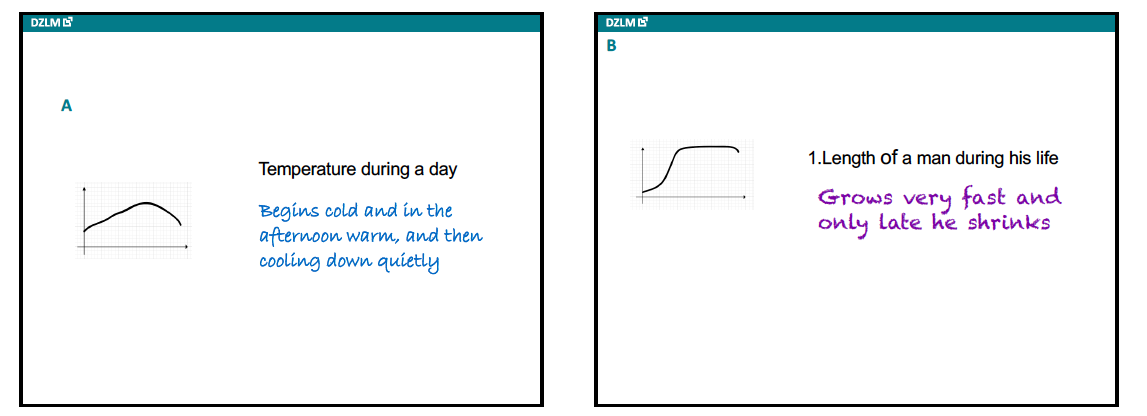 DZLM
A
Temperature during a day
Begins cold and in the
afternoon warm, and then
cooling down quietly
DZLM
B
1.Length of a man during his life
Grows very fast and
only late he shrinks